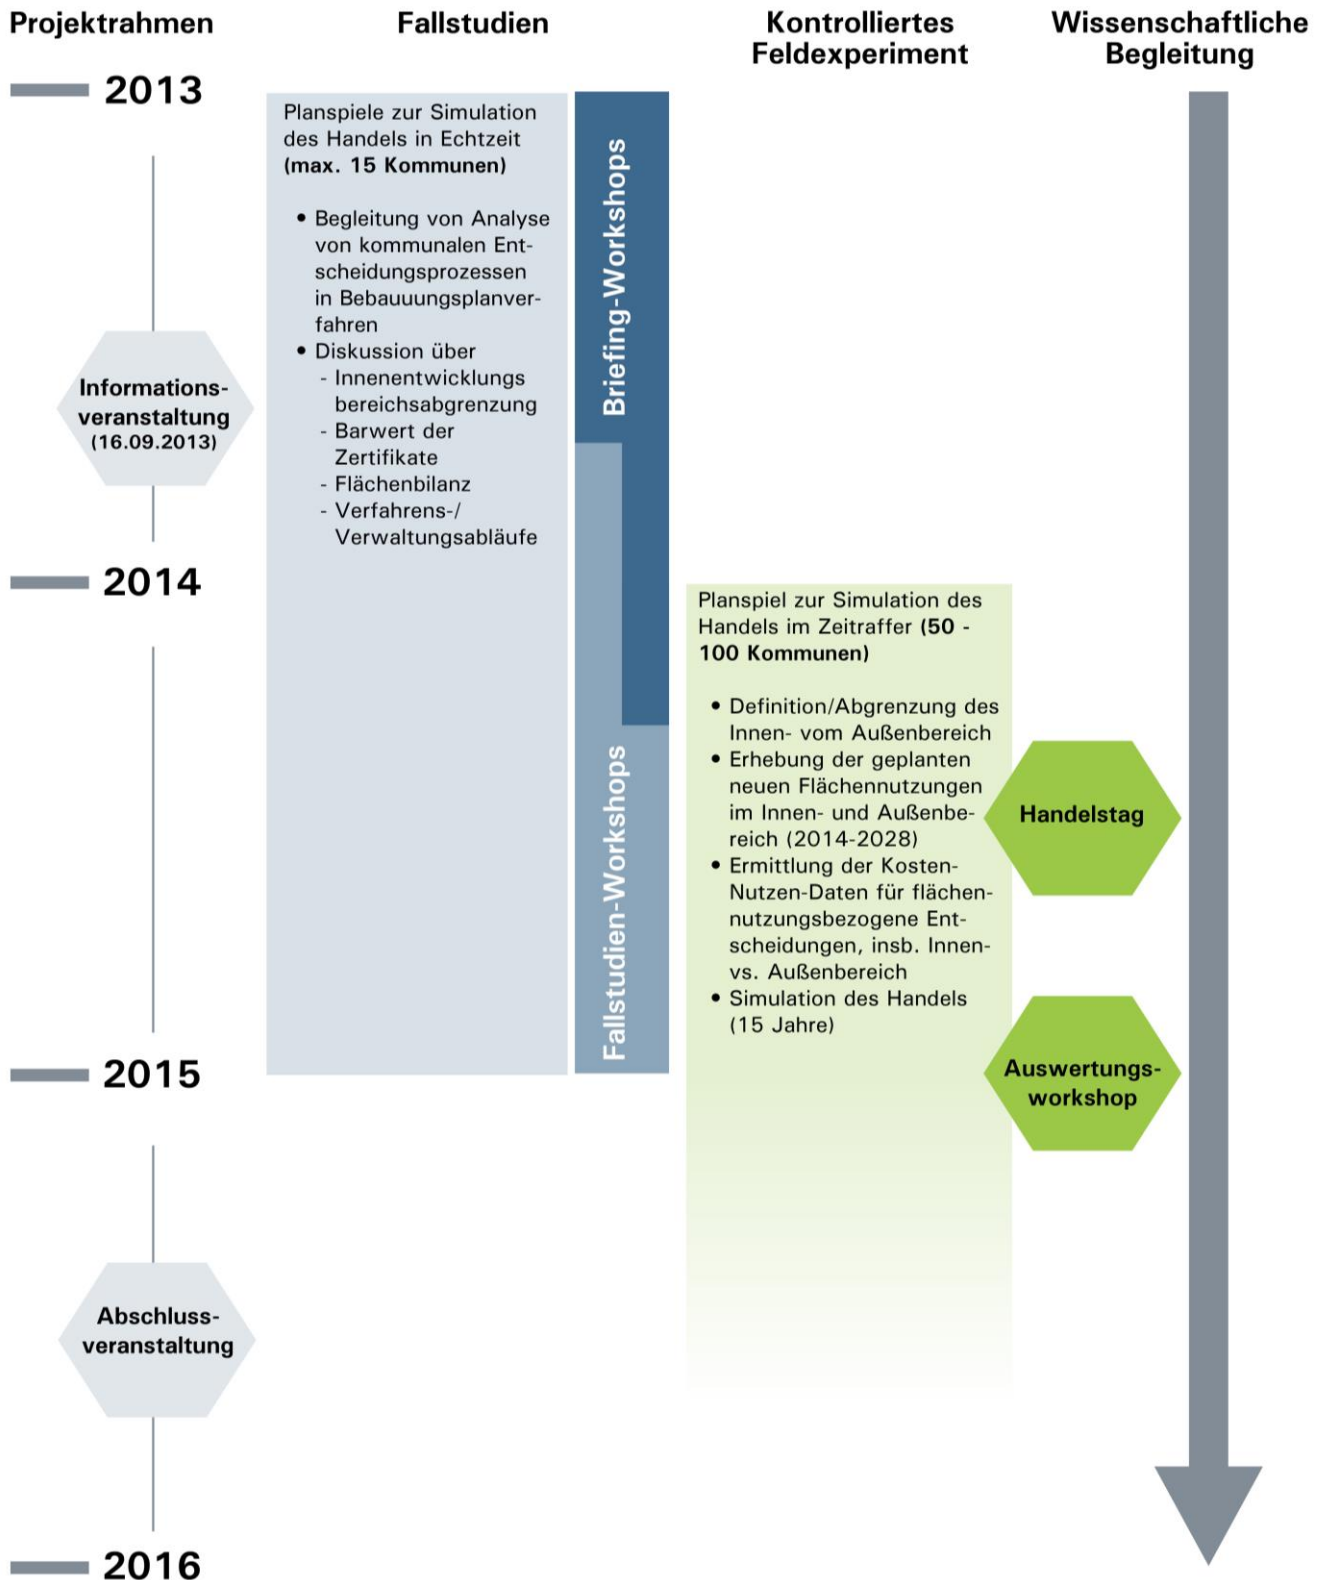 Projektrahmen
Fallstudien
Kontrolliertes
Feldexperiment
Wissenschaftliche
Begleitung
2013
Informations-
veranstaltung
(16.09.2013)
2014
2015
Abschluss-
veranstaltung
2016
Planspiele zur Simulation
des Handels in Echtzeit
(max. 15 Kommunen)
• Begleitung von Analyse
von kommunalen Ent-
scheidungsprozessen
in Bebauuungsplanver-
fahren
• Diskussion über
- Innenentwicklungs
bereichsabgrenzung
- Barwert der
Zertifikate
- Flächenbilanz
- Verfahrens-/
Verwaltungsabläufe
Briefing-Workshops
Fallstudien-Workshops
Planspiel zur Simulation des
Handels im Zeitraffer (50 -
100 Kommunen)
• Definition/Abgrenzung des
Innen- vom Außenbereich
• Erhebung der geplanten
neuen Flächennutzungen
im Innen- und Außenbe-
reich (2014-2028)
• Ermittlung der Kosten-
Nutzen-Daten für flächen-
nutzungsbezogene Ent-
scheidungen, insb. Innen-
vs. Außenbereich
• Simulation des Handels
(15 Jahre)
Handelstag
Auswertungs-
workshop